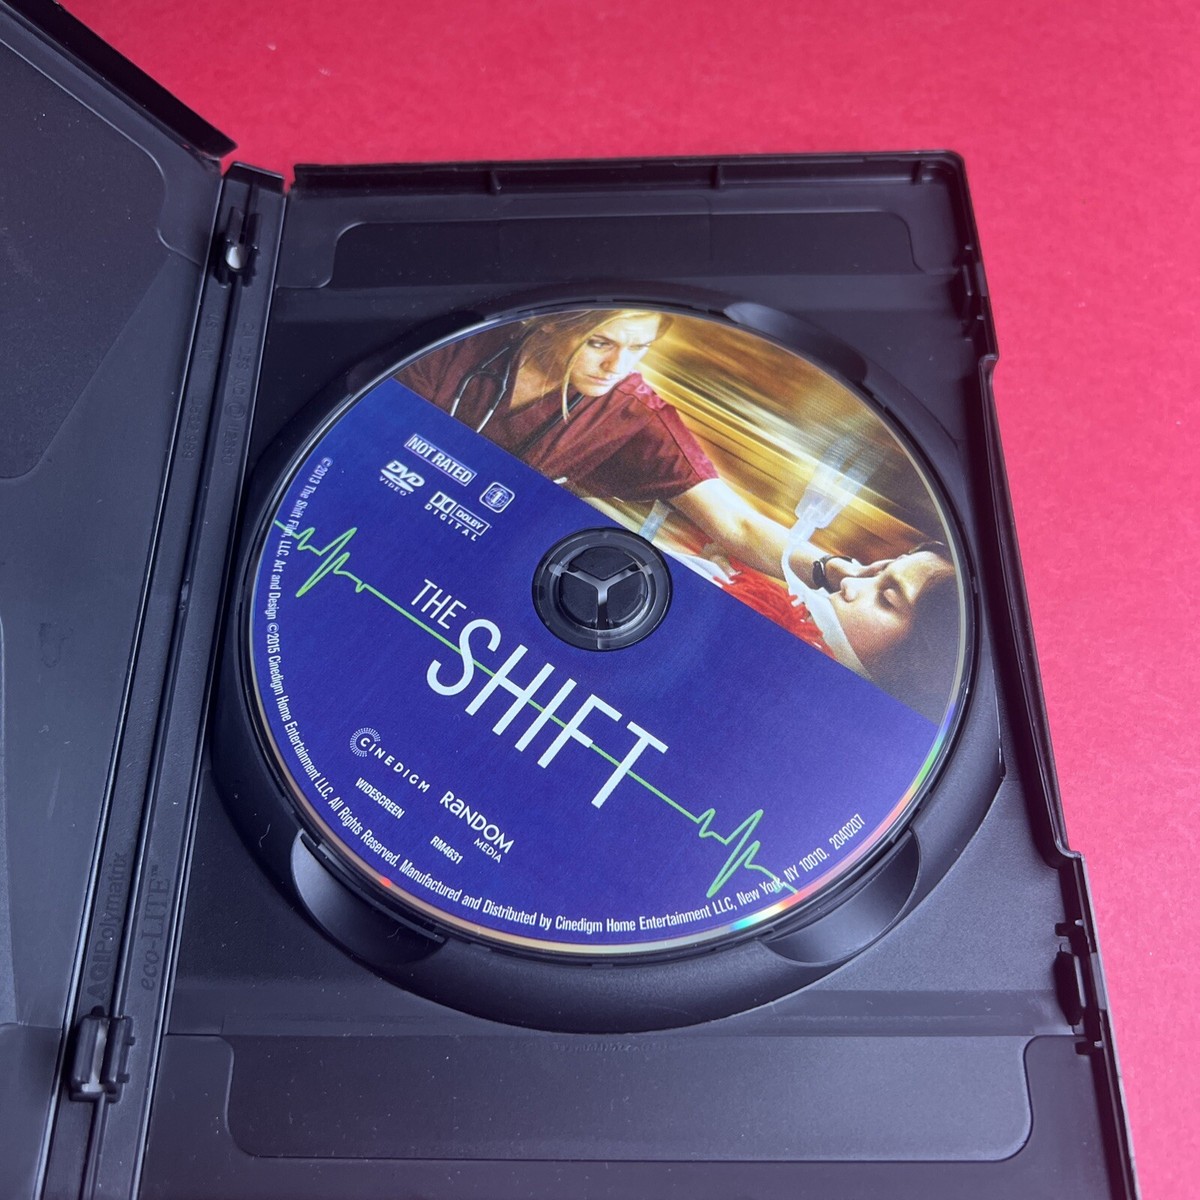 NOT RATED
DVD
VIDEO
DOLBY
DIGITAL
THE
SHIFT
CINEDIGM
RANDOM
MEDIA
WIDESCREEN
RM4631
©2013 The Shift Film, LLC. Art and Design ©2015 Cinedigm Home Entertainment LLC. All Rights Reserved. Manufactured and Distributed by Cinedigm Home Entertainment LLC, New York, NY 10010. 2040207
AGI Polymatrix
eco-LITE™